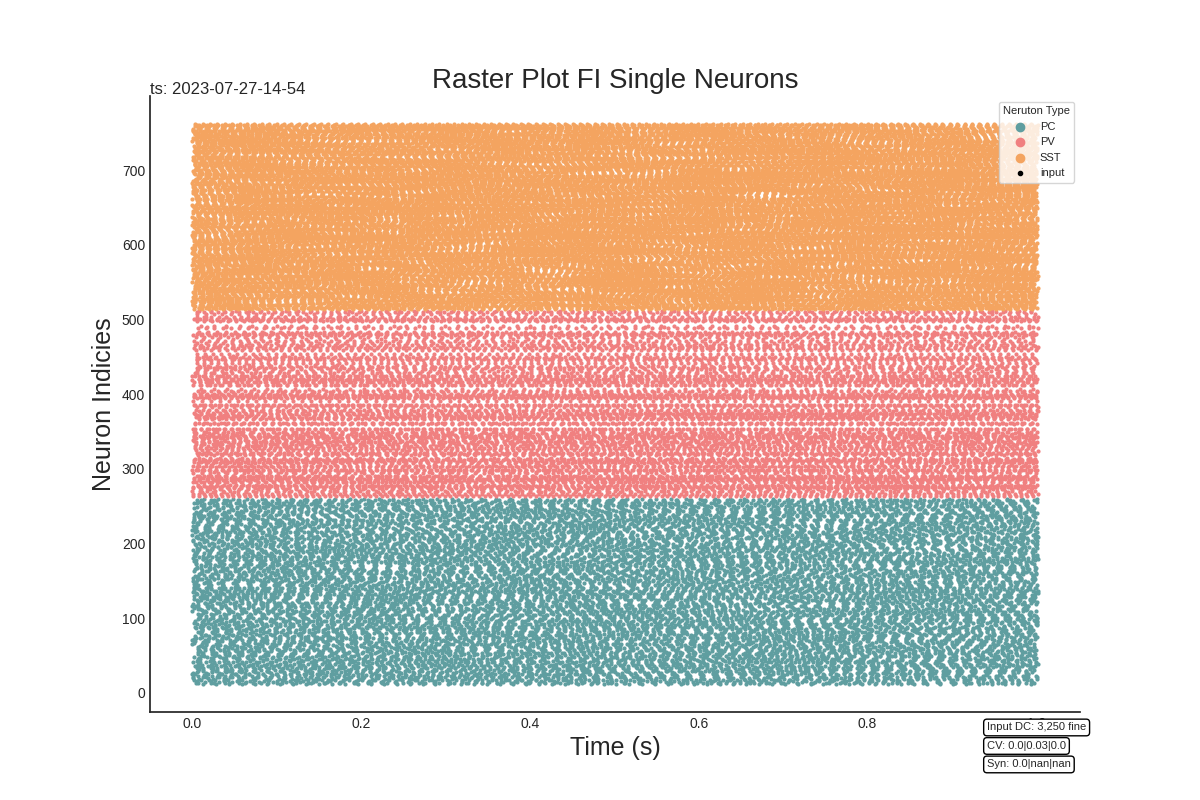 Raster Plot FI Single Neurons
ts: 2023-07-27-14-54
Neruton Type
PC
PV
SST
input
Neuron Indicies
700
600
500
400
300
200
100
0
0.0
0.2
0.4
0.6
0.8
Time (s)
Input DC: 3,250 fine
CV: 0.0|0.03|0.0
Syn: 0.0|nan|nan